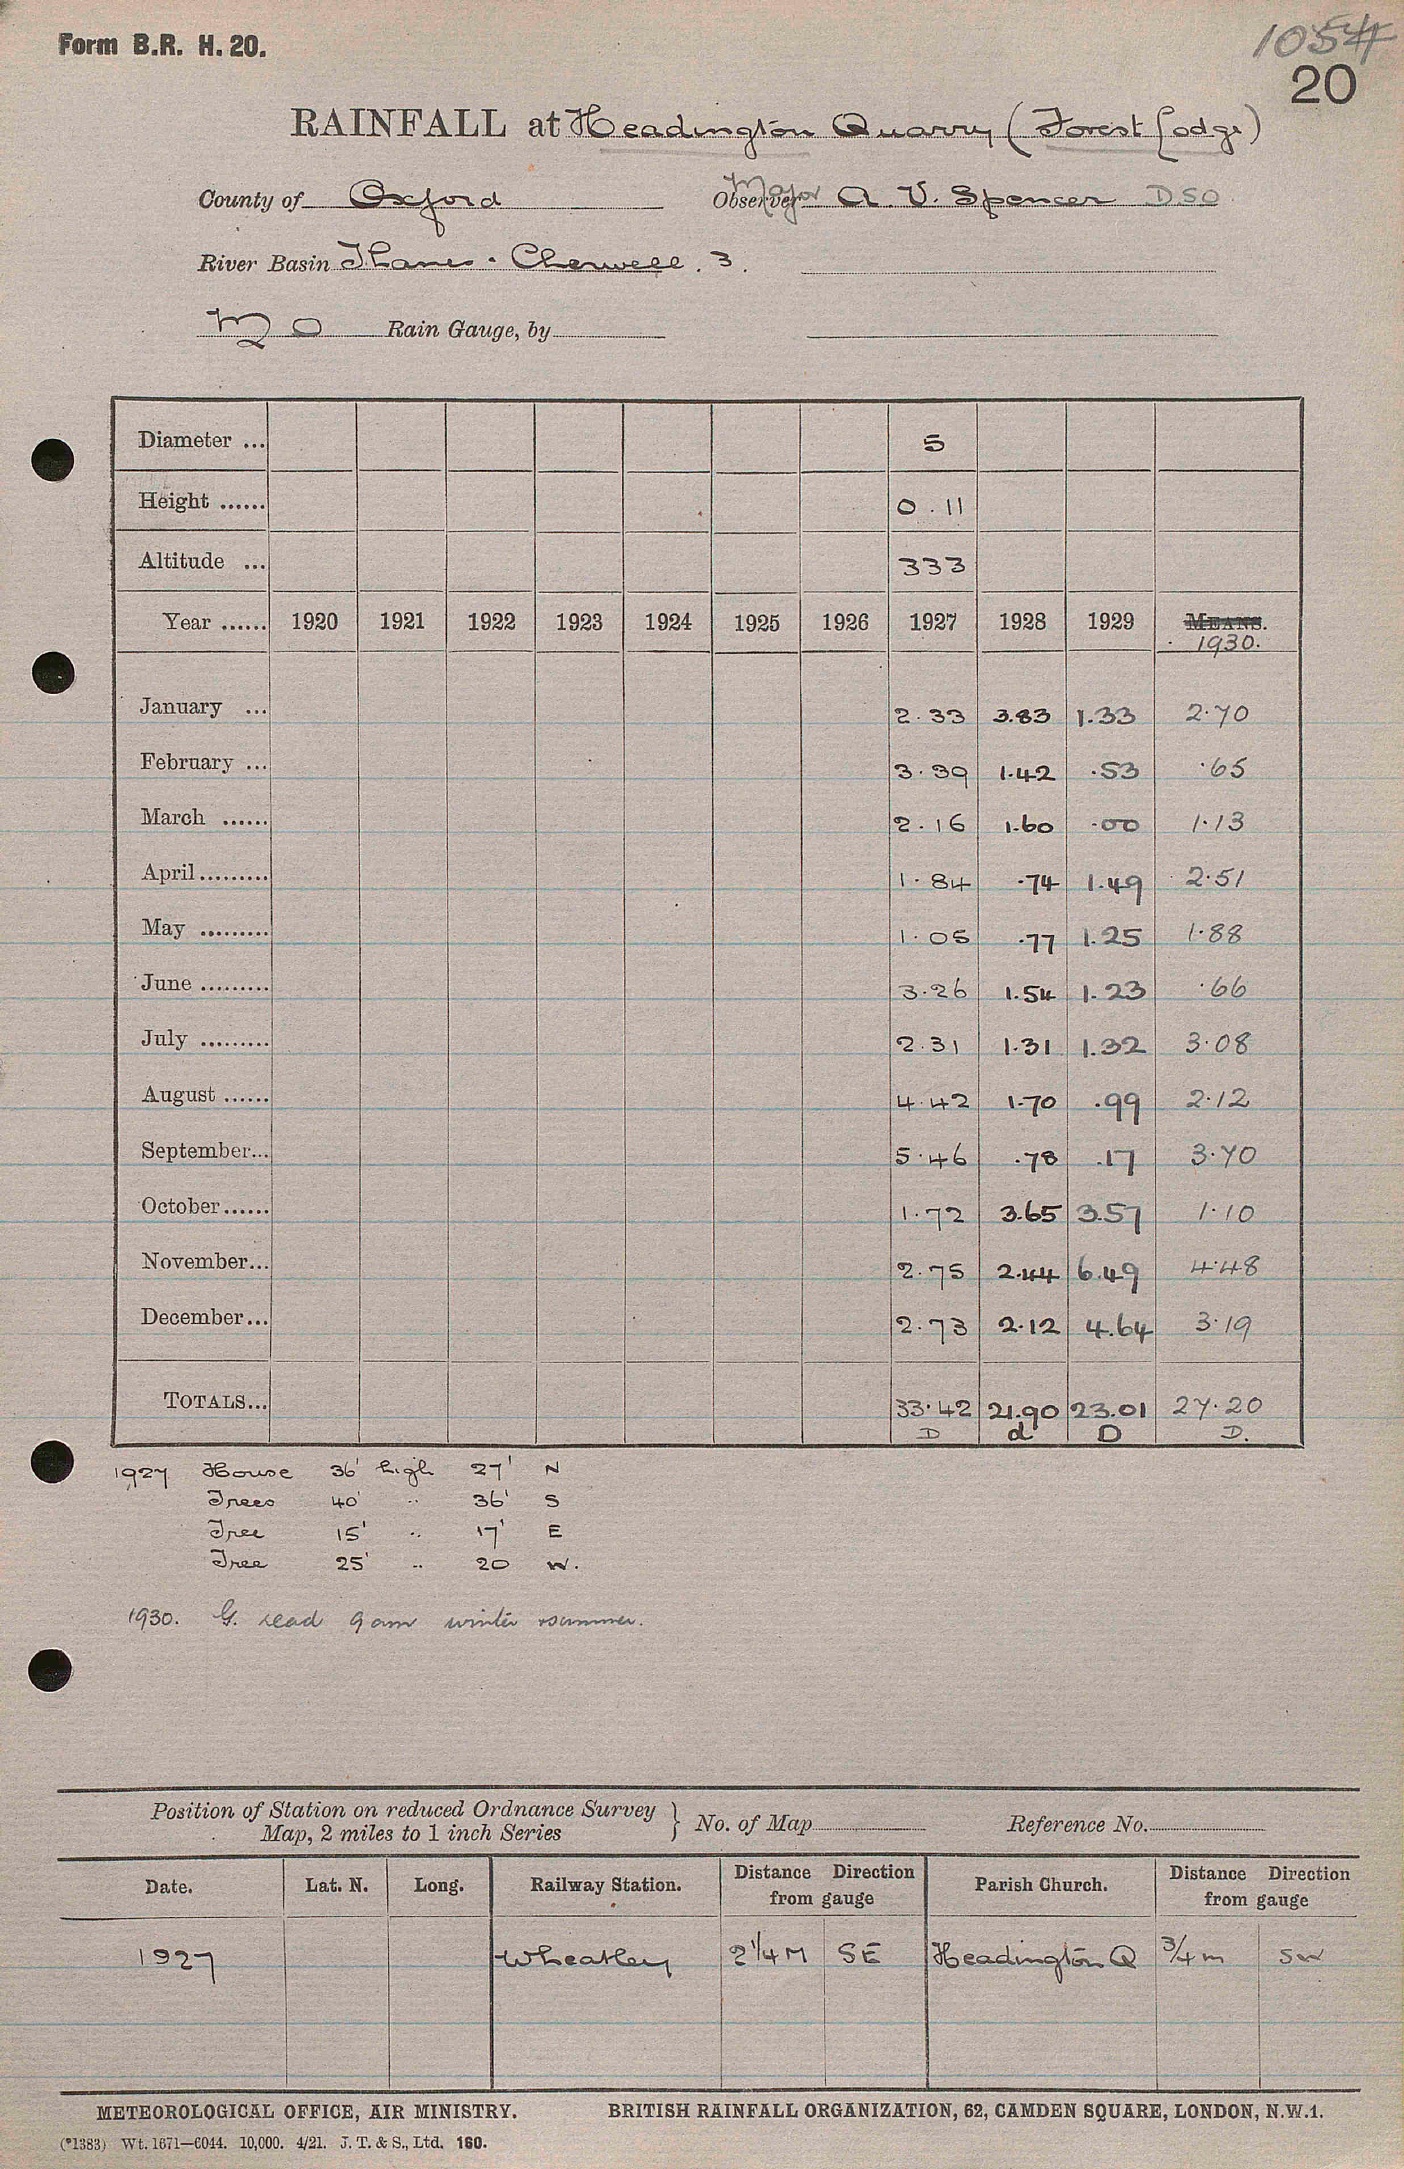 Form B.R. H. 20.
1054
20
RAINFALL at Headington Quarry (Forest Lodge)
County of Oxford Observer Major A. V. Spencer DSO
River Basin Thames · Cherwell . 3.
M O Rain Gauge, by
Diameter ... 5
Height ...... 0 . 11
Altitude ... 333
Year ...... 1920 1921 1922 1923 1924 1925 1926 1927 1928 1929 MEANS.
1930.
January ... 2.33 3.83 1.33 2.70
February ... 3.39 1.42 .53 .65
March ...... 2.16 1.60 .00 1.13
April ......... 1.84 .74 1.49 2.51
May ......... 1.05 .77 1.25 1.88
June ......... 3.26 1.54 1.23 .66
July ......... 2.31 1.31 1.32 3.08
August ...... 4.42 1.70 .99 2.12
September... 5.46 .78 .17 3.70
October...... 1.72 3.65 3.57 1.10
November... 2.75 2.44 6.49 4.48
December... 2.73 2.12 4.64 3.19
TOTALS... 33.42 21.90 23.01 27.20
D d D D.
1927 House 36' high 27' N
Trees 40' .. 36' S
Tree 15' .. 17' E
Tree 25' .. 20 W.
1930. G. read 9 am winter & summer.
Position of Station on reduced Ordnance Survey
Map, 2 miles to 1 inch Series } No. of Map Reference No.
Date. Lat. N. Long. Railway Station. Distance Direction from gauge Parish Church. Distance Direction from gauge
1927 Wheatley 2 1/4 M SE Headington Q 3/4 m SW
METEOROLOGICAL OFFICE, AIR MINISTRY. BRITISH RAINFALL ORGANIZATION, 62, CAMDEN SQUARE, LONDON, N.W.1.
(*1383) Wt. 1671—6044. 10,000. 4/21. J. T. & S., Ltd. 160.